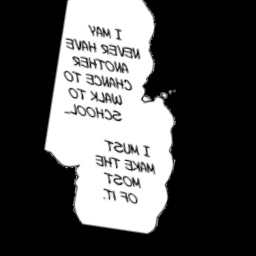 I MAY
NEVER HAVE
ANOTHER
CHANCE TO
WALK TO
SCHOOL...
I MUST
MAKE THE
MOST
OF IT.